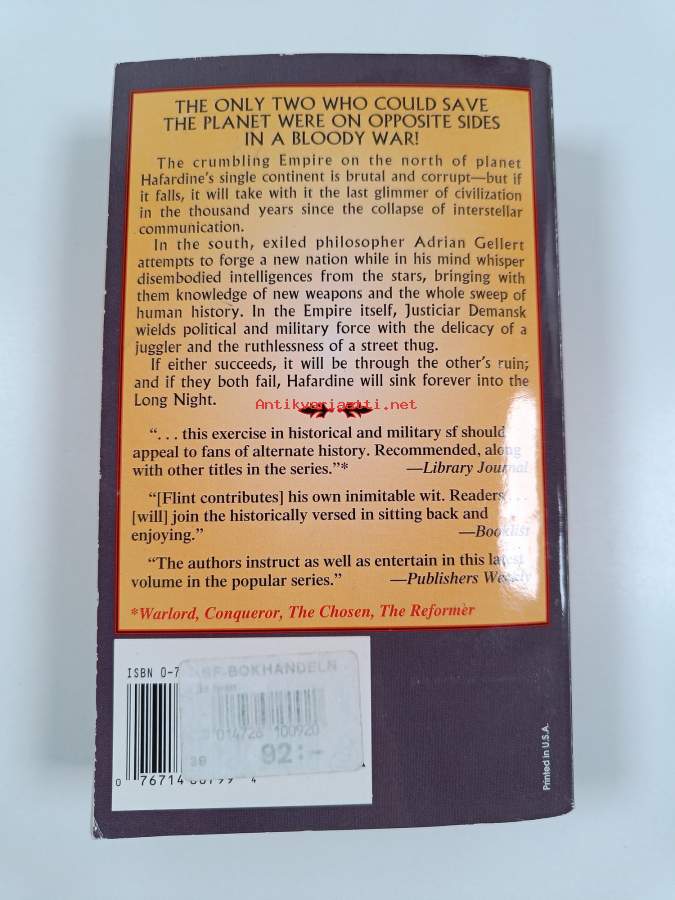 THE ONLY TWO WHO COULD SAVE
THE PLANET WERE ON OPPOSITE SIDES
IN A BLOODY WAR!
The crumbling Empire on the north of planet
Hafardine's single continent is brutal and corrupt—but if
it falls, it will take with it the last glimmer of civilization
in the thousand years since the collapse of interstellar
communication.
In the south, exiled philosopher Adrian Gellert
attempts to forge a new nation while in his mind whisper
disembodied intelligences from the stars, bringing with
them knowledge of new weapons and the whole sweep of
human history. In the Empire itself, Justiciar Demansk
wields political and military force with the delicacy of a
juggler and the ruthlessness of a street thug.
If either succeeds, it will be through the other's ruin;
and if they both fail, Hafardine will sink forever into the
Long Night.
Antikvariaatti.net
". . . this exercise in historical and military sf should
appeal to fans of alternate history. Recommended, along
with other titles in the series."* —Library Journal
"[Flint contributes] his own inimitable wit. Readers . . .
[will] join the historically versed in sitting back and
enjoying." —Booklist
"The authors instruct as well as entertain in this latest
volume in the popular series." —Publishers Weekly
*Warlord, Conqueror, The Chosen, The Reformer
ISBN 0-7
SF-BOKHANDELN
014726 100920
38 92:-
0 76714
Printed in U.S.A.